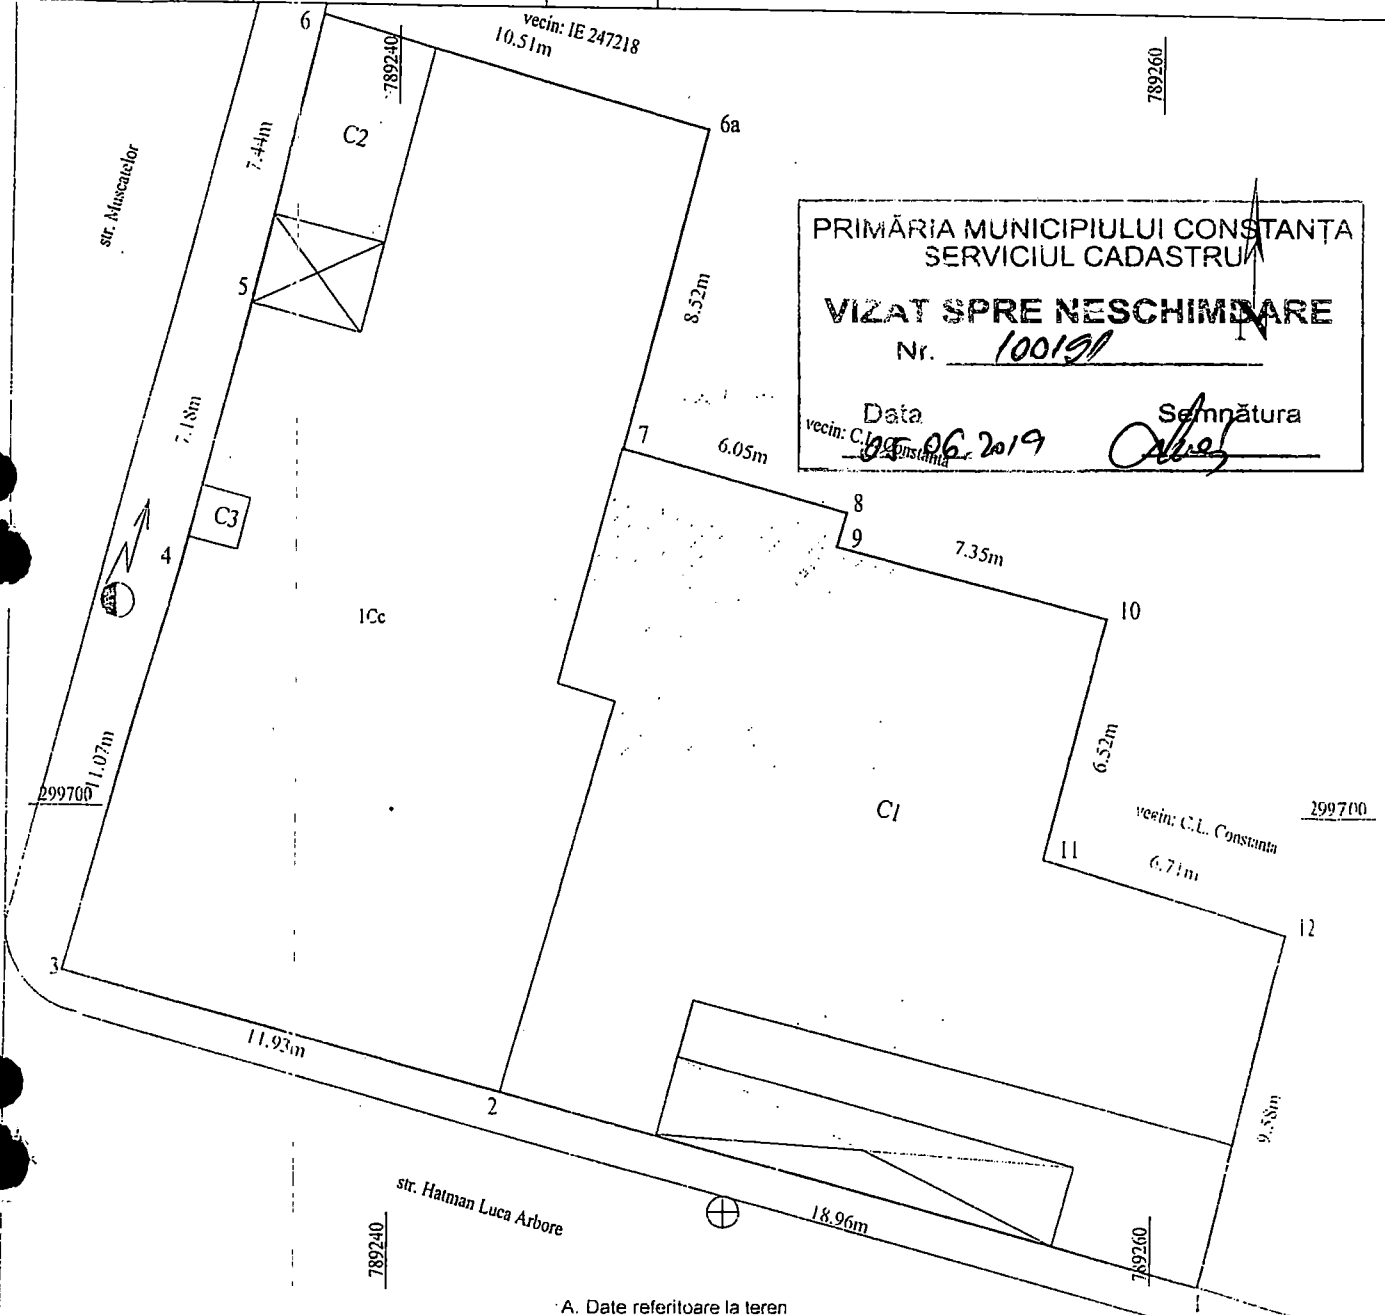 6
vecin: IE 247218
10.51m
789240
789260
6a
C2
7.44m
str. Muscatelor
PRIMĂRIA MUNICIPIULUI CONSTANȚA
SERVICIUL CADASTRU
VIZAT SPRE NESCHIMBARE
N
Nr. 100191
Data
Semnătura
vecin: C.L. Constanta
05.06.2019
5
8.52m
7.18m
7
6.05m
8
9
7.35m
C3
4
10
1Cc
6.52m
11.07m
299700
C1
vecin: C.L. Constanta
299700
11
6.71m
12
3
11.93m
2
9.58m
str. Hatman Luca Arbore
18.96m
789240
789260
1
A. Date referitoare la teren